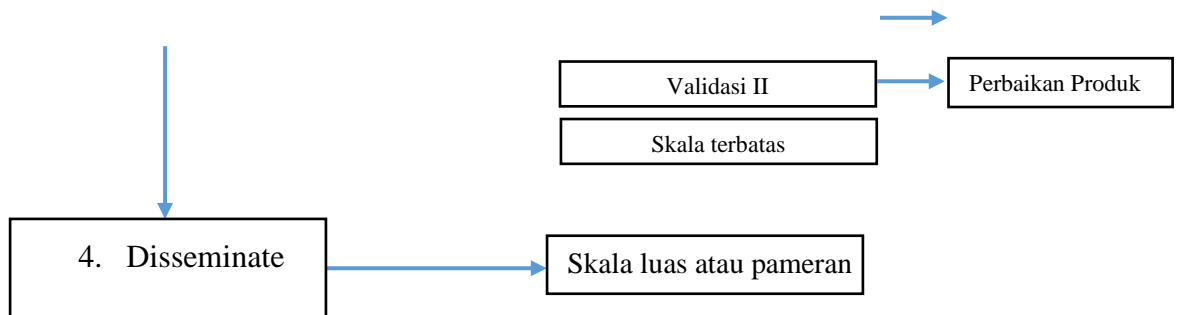 Validasi II
Perbaikan Produk
Skala terbatas
4. Disseminate
Skala luas atau pameran